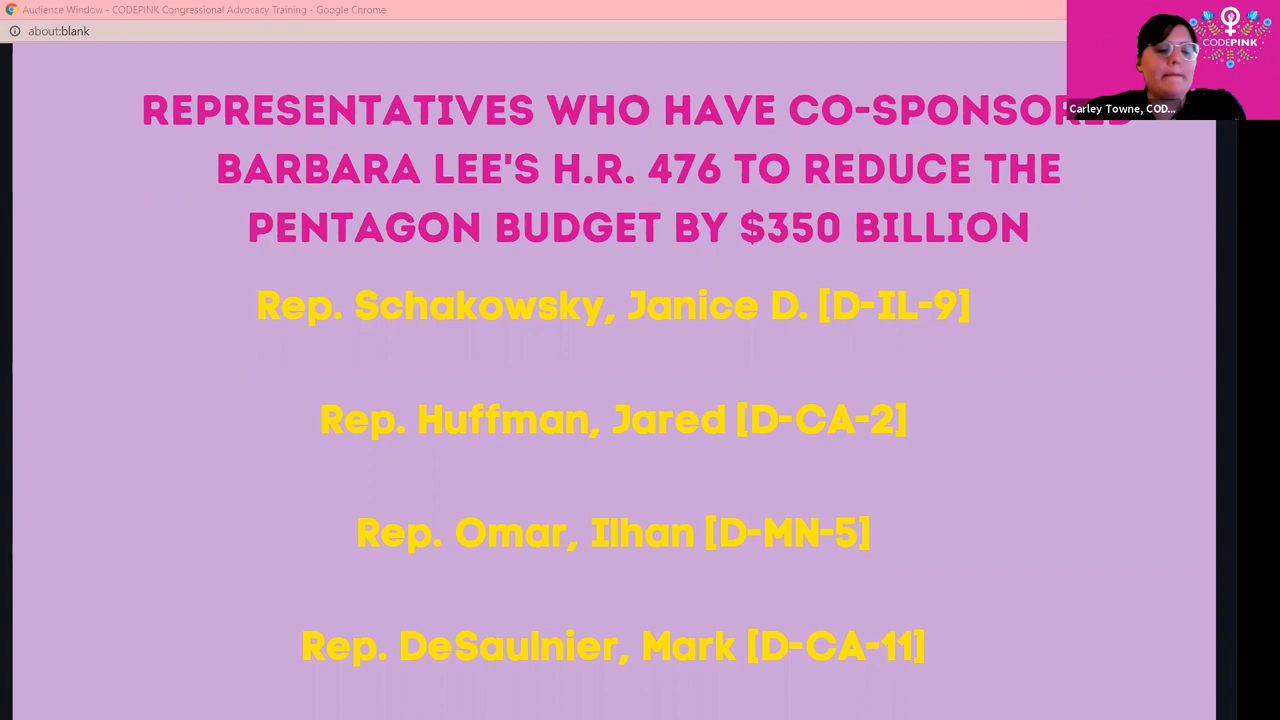 Audience Window - CODEPINK Congressional Advocacy Training - Google Chrome
about:blank
CODEPINK
Carley Towne, COD...
REPRESENTATIVES WHO HAVE CO-SPONSORED
BARBARA LEE'S H.R. 476 TO REDUCE THE
PENTAGON BUDGET BY $350 BILLION
Rep. Schakowsky, Janice D. [D-IL-9]
Rep. Huffman, Jared [D-CA-2]
Rep. Omar, Ilhan [D-MN-5]
Rep. DeSaulnier, Mark [D-CA-11]